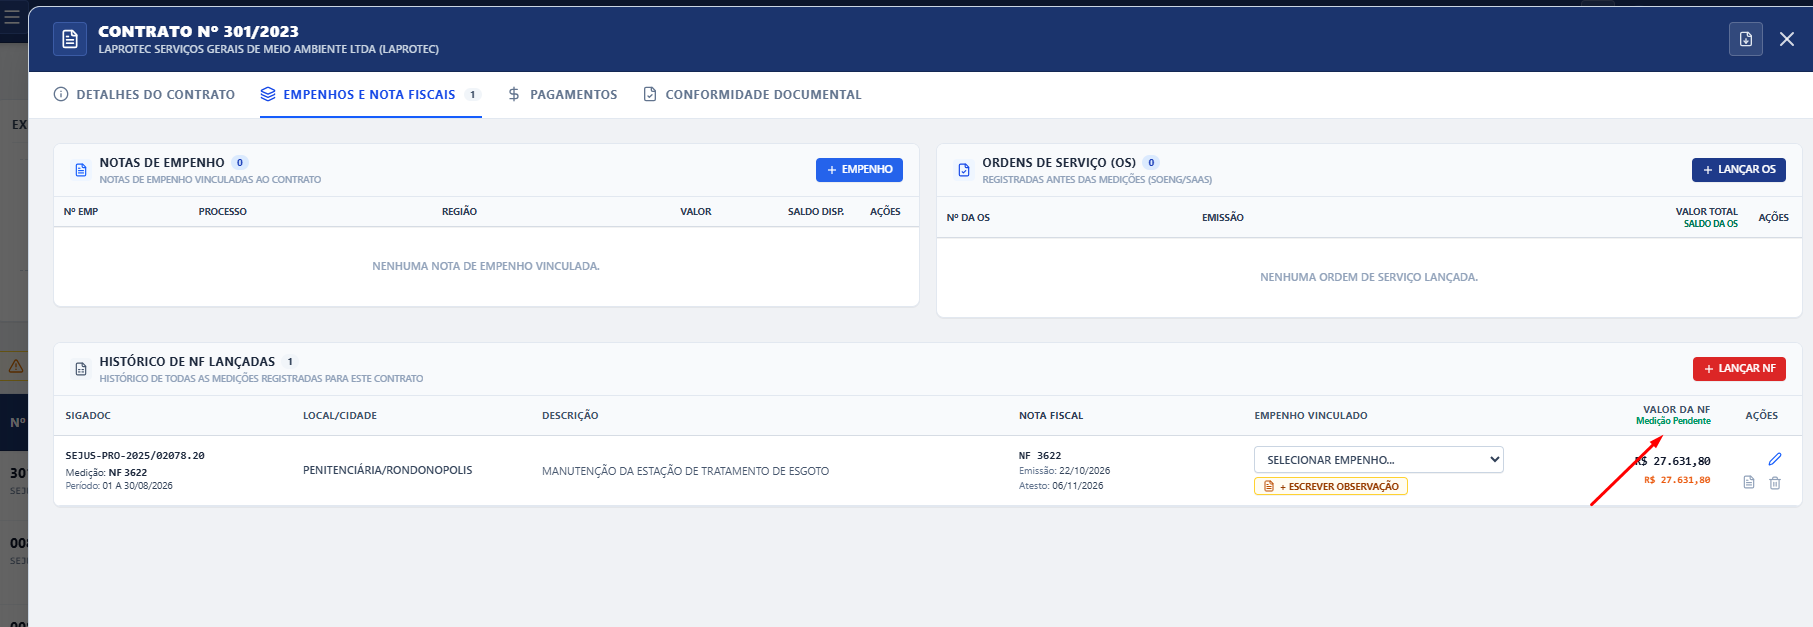 CONTRATO Nº 301/2023
LAPROTEC SERVIÇOS GERAIS DE MEIO AMBIENTE LTDA (LAPROTEC)
DETALHES DO CONTRATO
EMPENHOS E NOTA FISCAIS 1
PAGAMENTOS
CONFORMIDADE DOCUMENTAL
EX
NOTAS DE EMPENHO 0
NOTAS DE EMPENHO VINCULADAS AO CONTRATO
+ EMPENHO
Nº EMP PROCESSO REGIÃO VALOR SALDO DISP. AÇÕES
NENHUMA NOTA DE EMPENHO VINCULADA.
ORDENS DE SERVIÇO (OS) 0
REGISTRADAS ANTES DAS MEDIÇÕES (SOENG/SAAS)
+ LANÇAR OS
Nº DA OS EMISSÃO VALOR TOTAL AÇÕES
SALDO DA OS
NENHUMA ORDEM DE SERVIÇO LANÇADA.
HISTÓRICO DE NF LANÇADAS 1
HISTÓRICO DE TODAS AS MEDIÇÕES REGISTRADAS PARA ESTE CONTRATO
+ LANÇAR NF
SIGADOC LOCAL/CIDADE DESCRIÇÃO NOTA FISCAL EMPENHO VINCULADO VALOR DA NF AÇÕES
Medição Pendente
Nº
SEJUS-PRO-2025/02078.20
Medição: NF 3622
Período: 01 A 30/08/2026
PENITENCIÁRIA/RONDONOPOLIS
MANUTENÇÃO DA ESTAÇÃO DE TRATAMENTO DE ESGOTO
NF 3622
Emissão: 22/10/2026
Atesto: 06/11/2026
SELECIONAR EMPENHO...
+ ESCREVER OBSERVAÇÃO
R$ 27.631,80
R$ 27.631,80
30
SEJU
008
SEJU